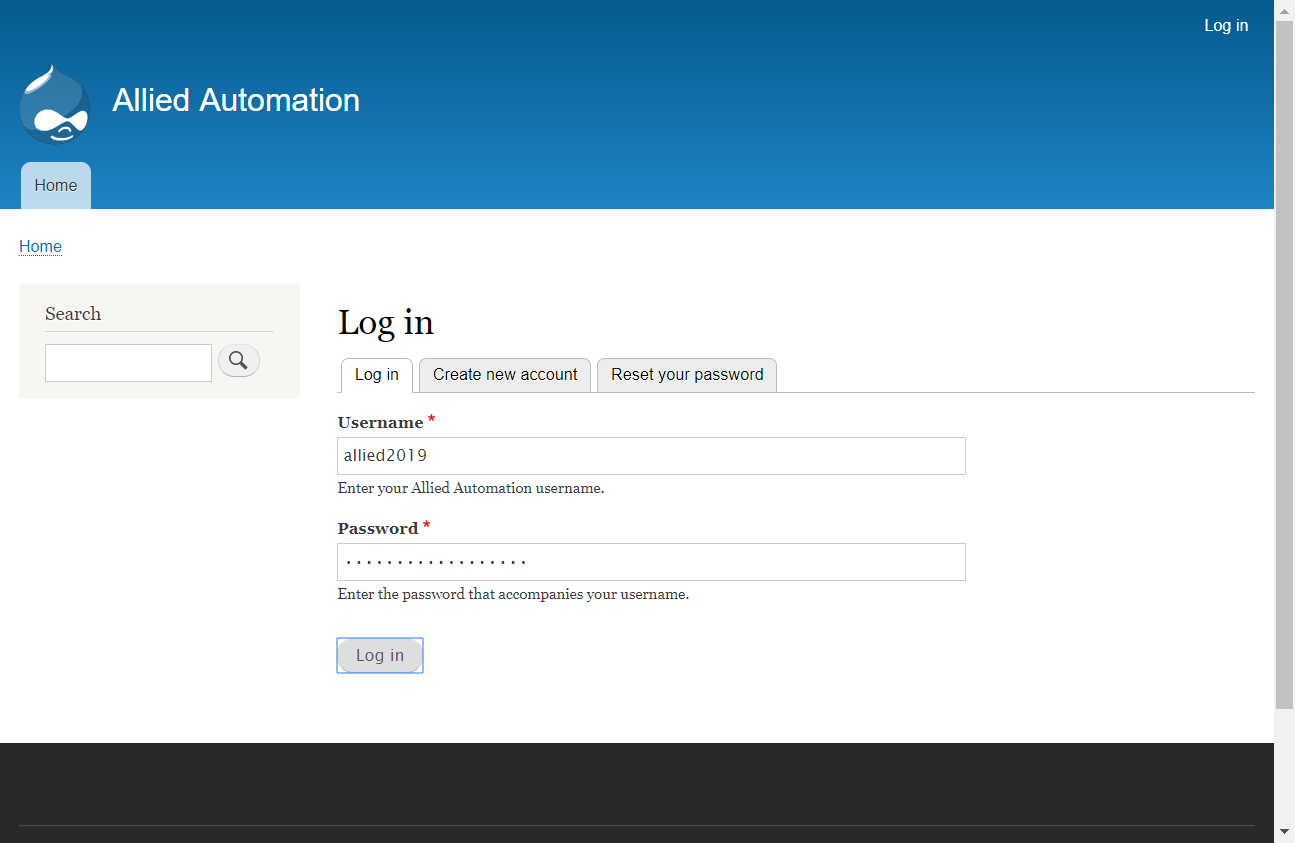 Log in
Allied Automation
Home
Home
Search
Log in
Log in
Create new account
Reset your password
Username *
allied2019
Enter your Allied Automation username.
Password *
••••••••••••••••••
Enter the password that accompanies your username.
Log in